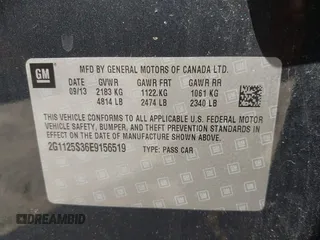 GM
MFD BY GENERAL MOTORS OF CANADA LTD.
DATE GVWR GAWR FRT GAWR RR
09/13 2183 KG 1122 KG 1061 KG
4814 LB 2474 LB 2340 LB
THIS VEHICLE CONFORMS TO ALL APPLICABLE U.S. FEDERAL MOTOR
VEHICLE SAFETY, BUMPER, AND THEFT PREVENTION STANDARDS
IN EFFECT ON THE DATE OF MANUFACTURE SHOWN ABOVE.
2G1125S36E9156519 TYPE: PASS CAR
DREAMBID